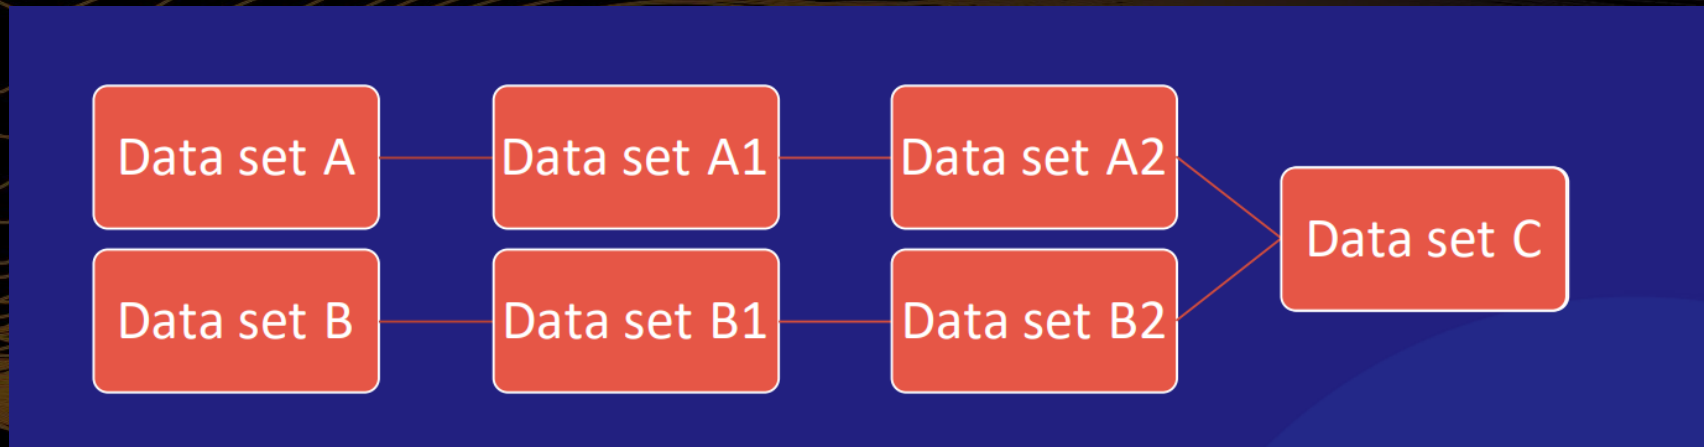 Data set A
Data set A1
Data set A2
Data set C
Data set B
Data set B1
Data set B2